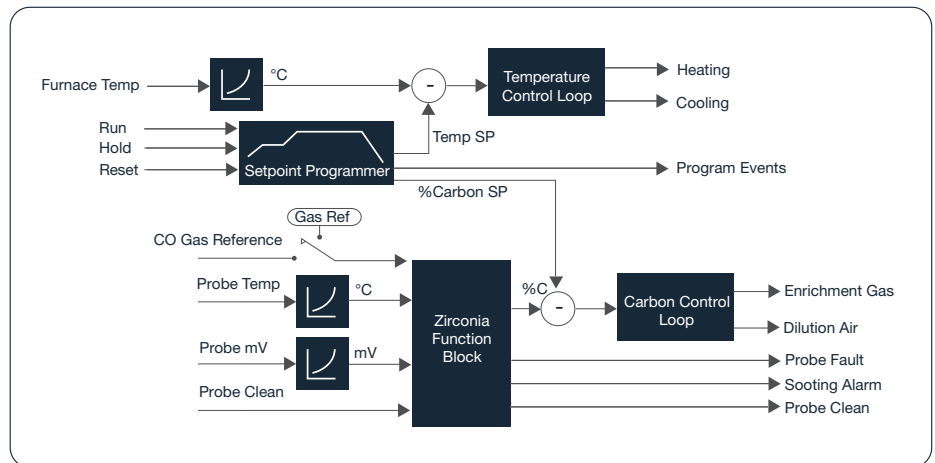 Furnace Temp
°C
Temperature
Control Loop
Heating
Cooling
Run
Hold
Reset
Setpoint Programmer
Temp SP
Program Events
%Carbon SP
Gas Ref
CO Gas Reference
Probe Temp
°C
Probe mV
mV
Probe Clean
Zirconia
Function
Block
%C
Carbon Control
Loop
Enrichment Gas
Dilution Air
Probe Fault
Sooting Alarm
Probe Clean
-
-